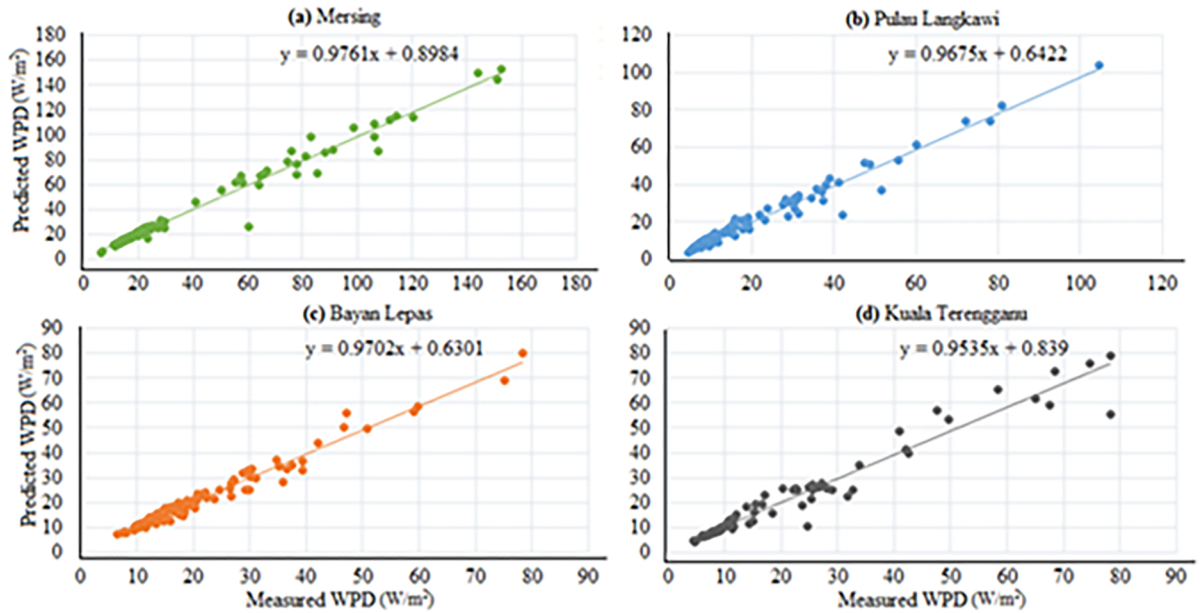 (a) Mersing
y = 0.9761x + 0.8984
Predicted WPD (W/m²)
180
160
140
120
100
80
60
40
20
0
0 20 40 60 80 100 120 140 160 180
(b) Pulau Langkawi
y = 0.9675x + 0.6422
120
100
80
60
40
20
0
0 20 40 60 80 100 120
(c) Bayan Lepas
y = 0.9702x + 0.6301
Predicted WPD (W/m²)
90
80
70
60
50
40
30
20
10
0
0 10 20 30 40 50 60 70 80 90
Measured WPD (W/m²)
(d) Kuala Terengganu
y = 0.9535x + 0.839
90
80
70
60
50
40
30
20
10
0
0 10 20 30 40 50 60 70 80 90
Measured WPD (W/m²)